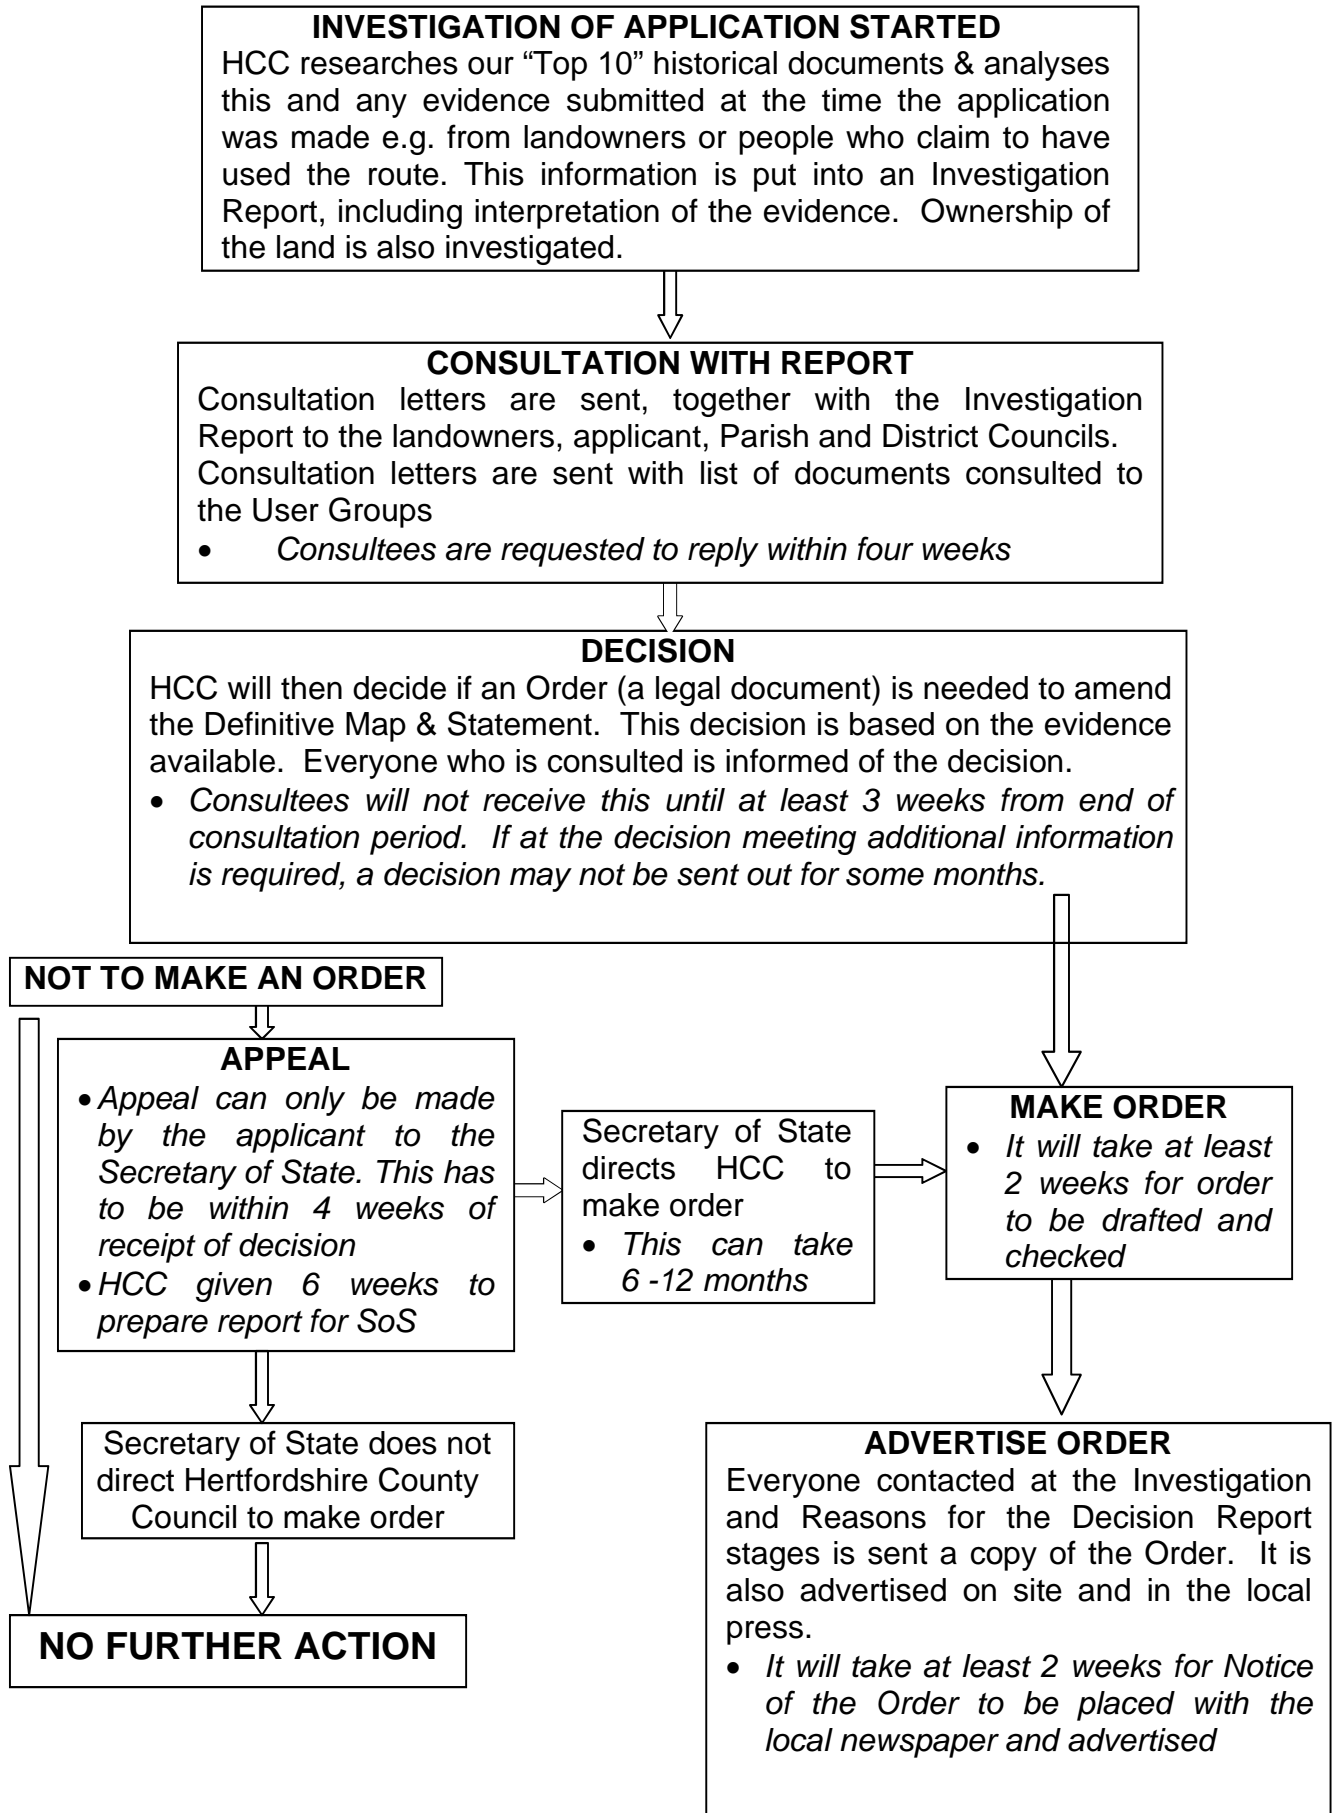 INVESTIGATION OF APPLICATION STARTED
HCC researches our “Top 10” historical documents & analyses
this and any evidence submitted at the time the application
was made e.g. from landowners or people who claim to have
used the route. This information is put into an Investigation
Report, including interpretation of the evidence. Ownership of
the land is also investigated.
CONSULTATION WITH REPORT
Consultation letters are sent, together with the Investigation
Report to the landowners, applicant, Parish and District Councils.
Consultation letters are sent with list of documents consulted to
the User Groups
• Consultees are requested to reply within four weeks
DECISION
HCC will then decide if an Order (a legal document) is needed to amend
the Definitive Map & Statement. This decision is based on the evidence
available. Everyone who is consulted is informed of the decision.
• Consultees will not receive this until at least 3 weeks from end of
consultation period. If at the decision meeting additional information
is required, a decision may not be sent out for some months.
NOT TO MAKE AN ORDER
APPEAL
• Appeal can only be made
by the applicant to the
Secretary of State. This has
to be within 4 weeks of
receipt of decision
• HCC given 6 weeks to
prepare report for SoS
Secretary of State
directs HCC to
make order
• This can take
6 -12 months
MAKE ORDER
• It will take at least
2 weeks for order
to be drafted and
checked
Secretary of State does not
direct Hertfordshire County
Council to make order
NO FURTHER ACTION
ADVERTISE ORDER
Everyone contacted at the Investigation
and Reasons for the Decision Report
stages is sent a copy of the Order. It is
also advertised on site and in the local
press.
• It will take at least 2 weeks for Notice
of the Order to be placed with the
local newspaper and advertised